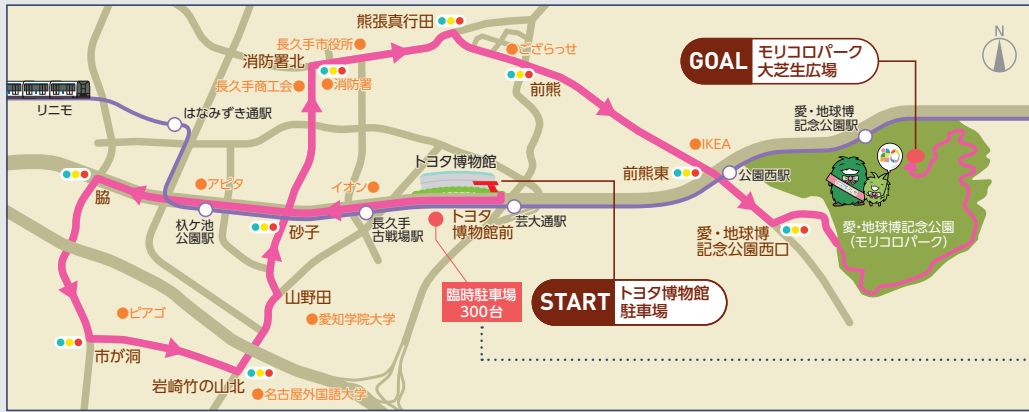 熊張真行田
長久手市役所
消防署北
ござらっせ
長久手商工会
消防署
前熊
GOAL
モリコロパーク
大芝生広場
N
リニモ
はなみずき通駅
愛・地球博
記念公園駅
トヨタ博物館
IKEA
前熊東
公園西駅
脇
アピタ
イオン
杁ケ池
公園駅
砂子
長久手
古戦場駅
トヨタ
博物館前
芸大通駅
愛・地球博
記念公園西口
愛・地球博記念公園
(モリコロパーク)
山野田
臨時駐車場
300台
START
トヨタ博物館
駐車場
ピアゴ
愛知学院大学
市が洞
岩崎竹の山北
名古屋外国語大学